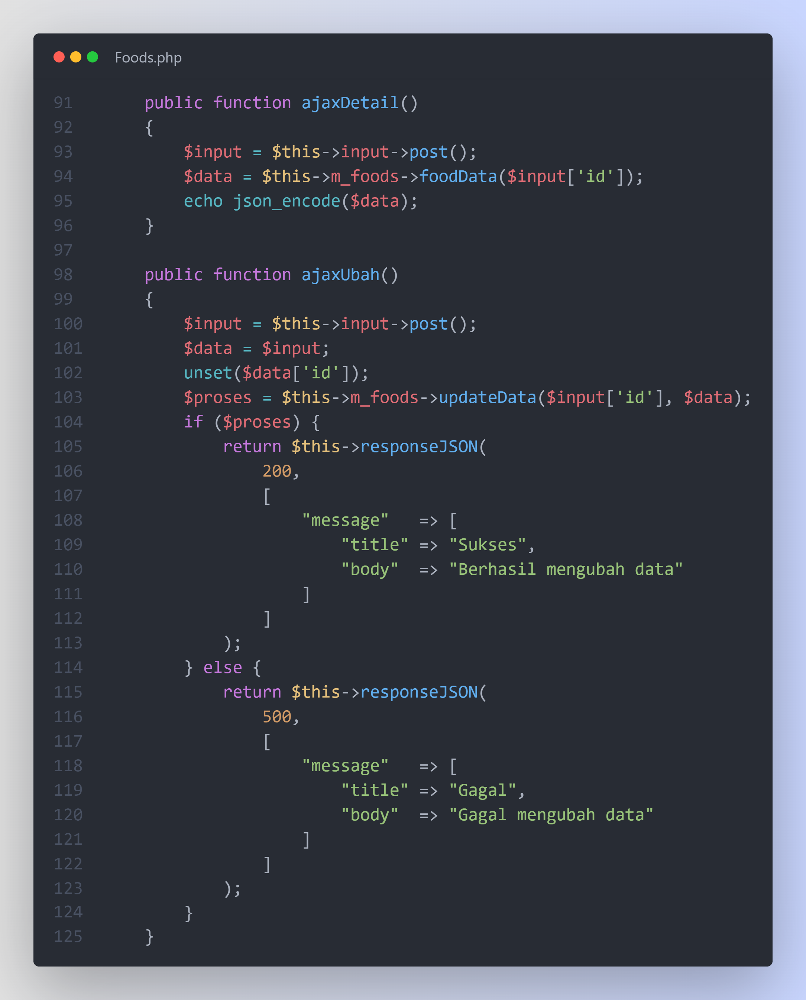 Foods.php
91 public function ajaxDetail()
92 {
93 $input = $this->input->post();
94 $data = $this->m_foods->foodData($input['id']);
95 echo json_encode($data);
96 }
97
98 public function ajaxUbah()
99 {
100 $input = $this->input->post();
101 $data = $input;
102 unset($data['id']);
103 $proses = $this->m_foods->updateData($input['id'], $data);
104 if ($proses) {
105 return $this->responseJSON(
106 200,
107 [
108 "message"   => [
109 "title" => "Sukses",
110 "body"  => "Berhasil mengubah data"
111 ]
112 ]
113 );
114 } else {
115 return $this->responseJSON(
116 500,
117 [
118 "message"   => [
119 "title" => "Gagal",
120 "body"  => "Gagal mengubah data"
121 ]
122 ]
123 );
124 }
125 }